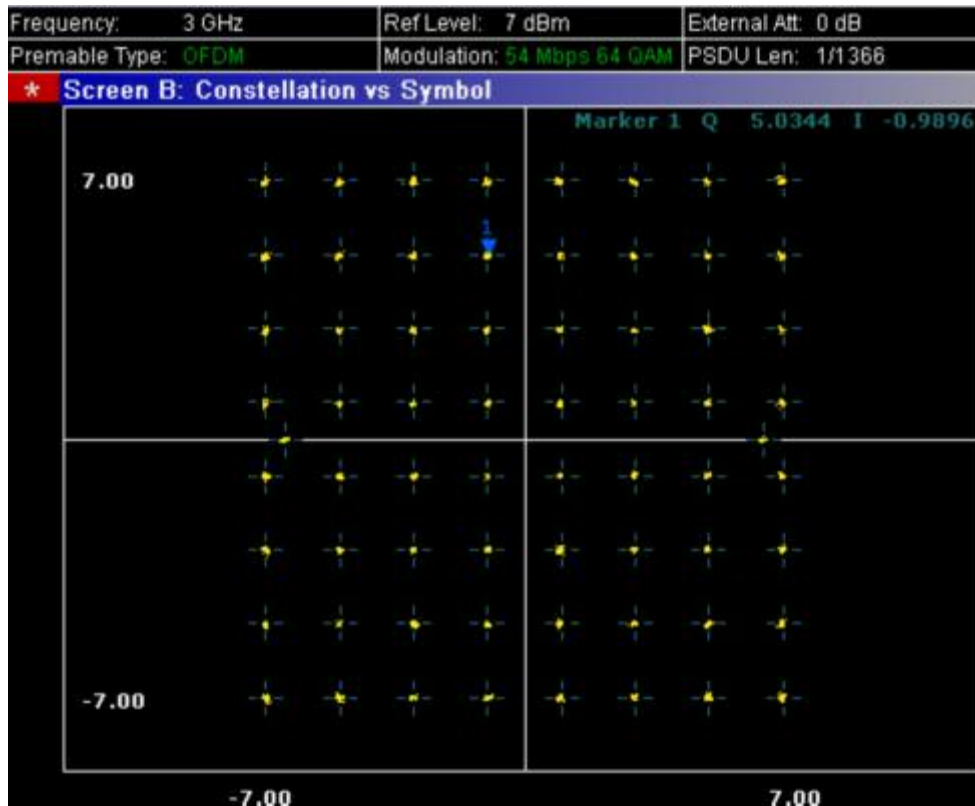 Frequency: 3 GHz Ref Level: 7 dBm External Att: 0 dB
Premable Type: OFDM Modulation: 54 Mbps 64 QAM PSDU Len: 1/1366
* Screen B: Constellation vs Symbol
Marker 1 Q 5.0344 I -0.9896
7.00
1
-7.00
-7.00 7.00